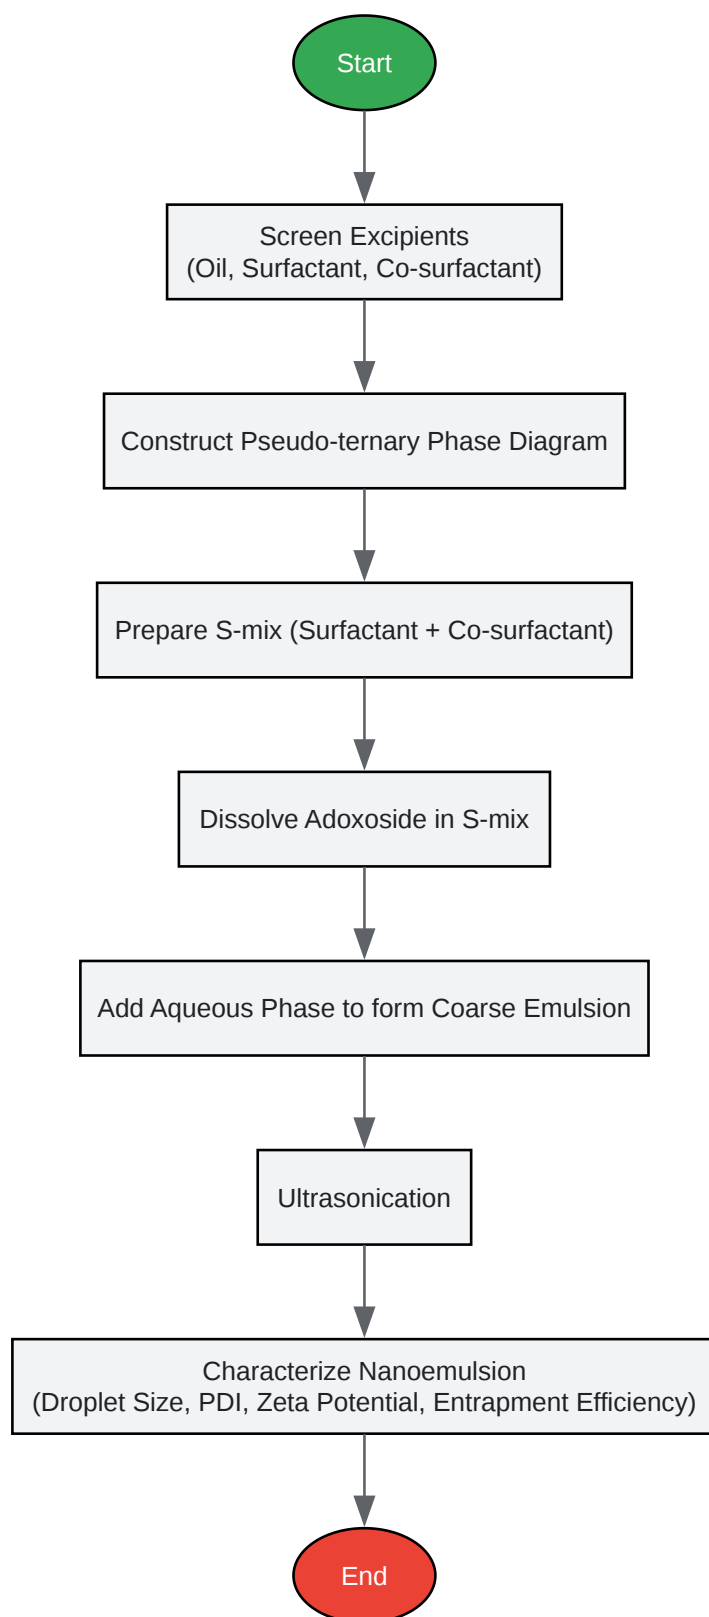 Start
Screen Excipients
(Oil, Surfactant, Co-surfactant)
Construct Pseudo-ternary Phase Diagram
Prepare S-mix (Surfactant + Co-surfactant)
Dissolve Adoxoside in S-mix
Add Aqueous Phase to form Coarse Emulsion
Ultrasonication
Characterize Nanoemulsion
(Droplet Size, PDI, Zeta Potential, Entrapment Efficiency)
End